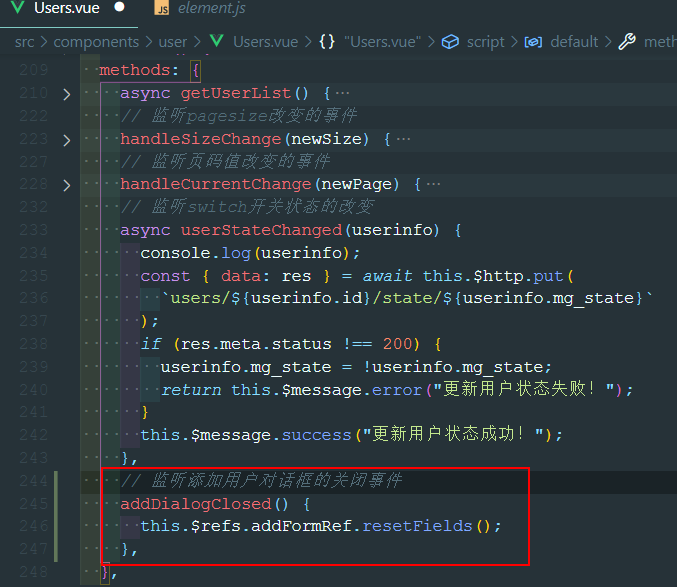 Users.vue ● JS element.js
src > components > user > Users.vue > {} "Users.vue" > script > default > meth
209 methods: {
210 async getUserList() { ⋯
222 // 监听pagesize改变的事件
223 handleSizeChange(newSize) { ⋯
227 // 监听页码值改变的事件
228 handleCurrentChange(newPage) { ⋯
232 // 监听switch开关状态的改变
233 async userStateChanged(userinfo) {
234 console.log(userinfo);
235 const { data: res } = await this.$http.put(
236 `users/${userinfo.id}/state/${userinfo.mg_state}`
237 );
238 if (res.meta.status !== 200) {
239 userinfo.mg_state = !userinfo.mg_state;
240 return this.$message.error("更新用户状态失败！");
241 }
242 this.$message.success("更新用户状态成功！");
243 },
244 // 监听添加用户对话框的关闭事件
245 addDialogClosed() {
246 this.$refs.addFormRef.resetFields();
247 },
248 },